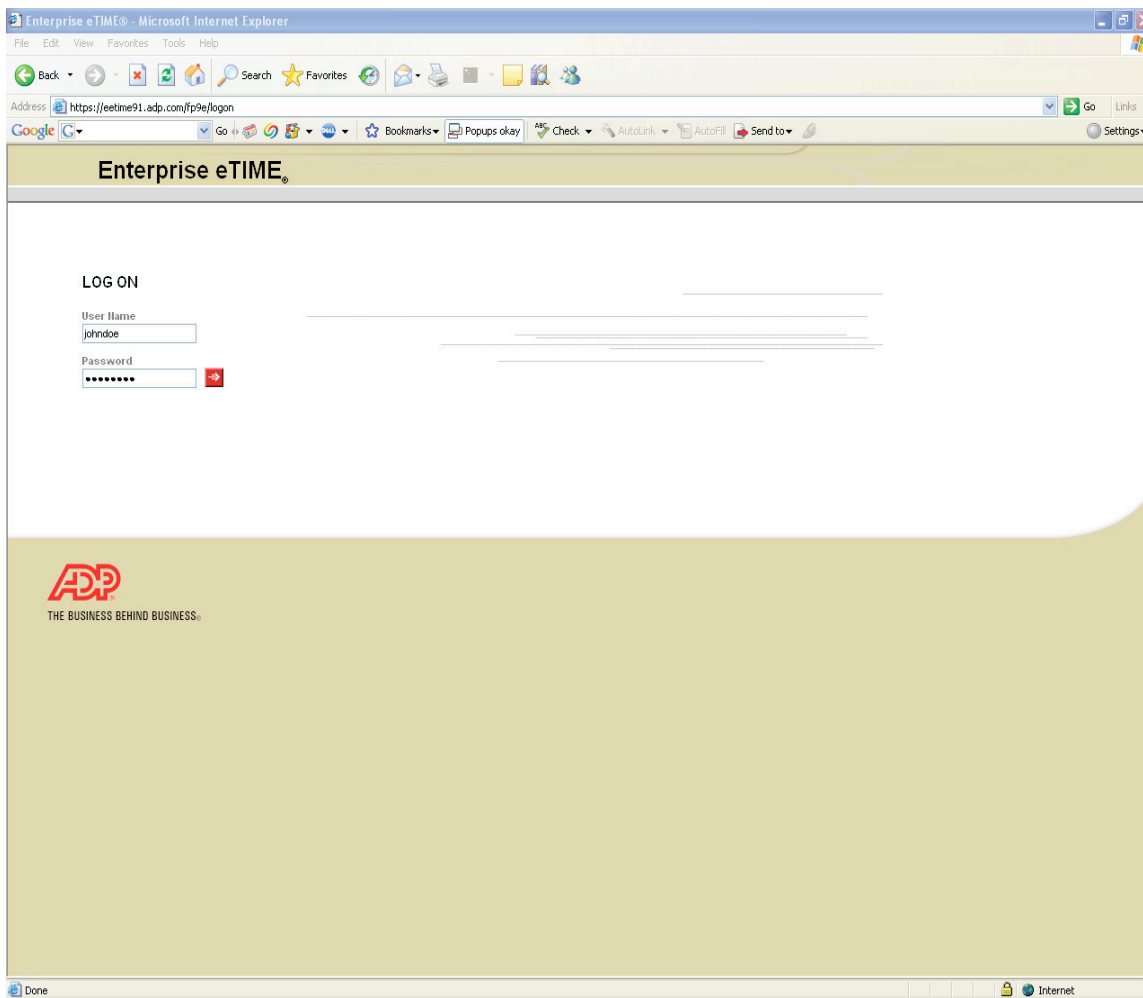 Enterprise eTIME® - Microsoft Internet Explorer
File Edit View Favorites Tools Help
Back Search Favorites
Address https://eetime91.adp.com/fp9e/logon Go Links
Google G Go Bookmarks Popups okay ABC Check AutoLink AutoFill Send to Settings
Enterprise eTIME®
LOG ON
User Name
johndoe
Password
••••••••
ADP®
THE BUSINESS BEHIND BUSINESS®
Done Internet